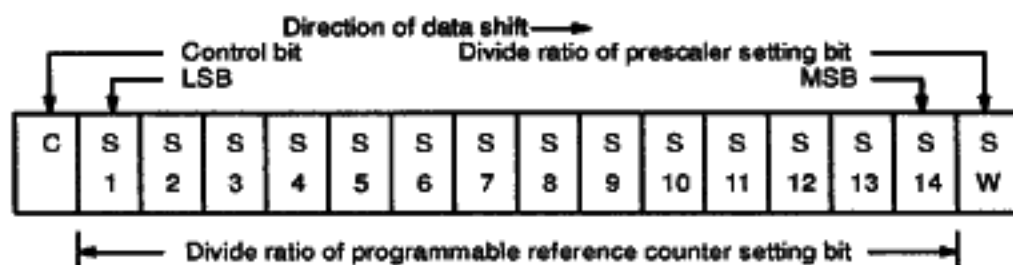 Direction of data shift
Control bit Divide ratio of prescaler setting bit
LSB MSB
C S S S S S S S S S S S S S S S
1 2 3 4 5 6 7 8 9 10 11 12 13 14 W
Divide ratio of programmable reference counter setting bit